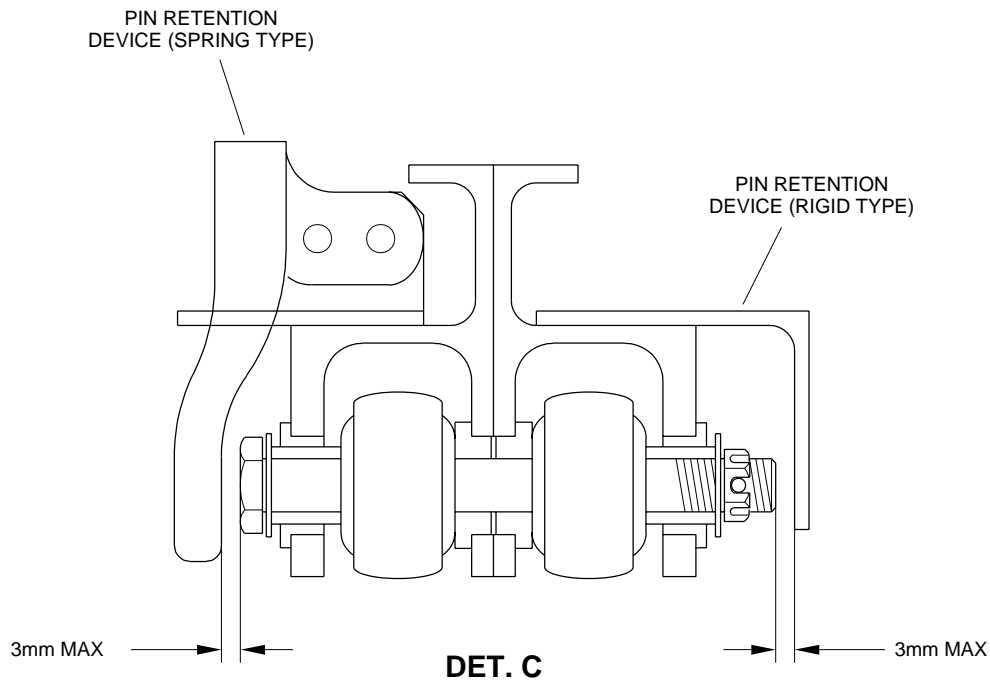 PIN RETENTION
DEVICE (SPRING TYPE)
PIN RETENTION
DEVICE (RIGID TYPE)
3mm MAX
3mm MAX
DET. C